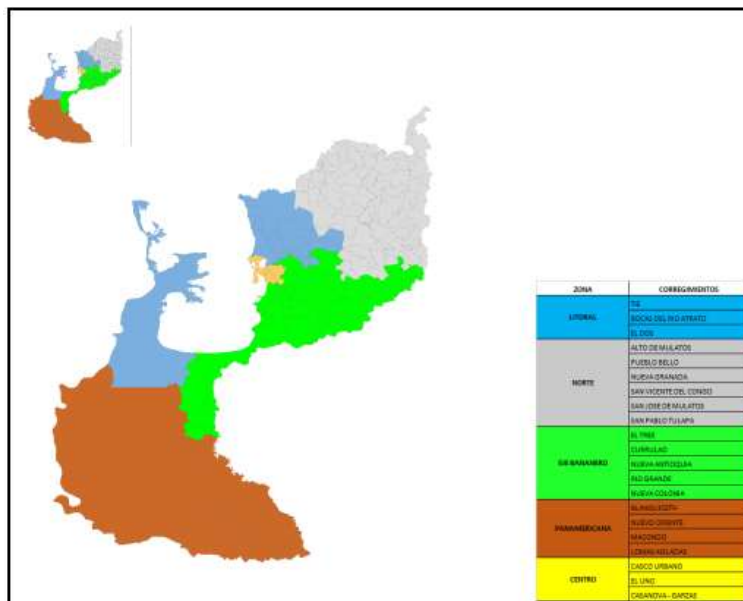 ZONA CORREGIMIENTOS
LITORAL
TIE
BOCAS DEL RIO ATRATO
EL DOS
NORTE
ALTO DE MULATOS
PUEBLO BELLO
NUEVA GRANADA
SAN VICENTE DEL CONGO
SAN JOSE DE MULATOS
SAN PABLO TULAPA
EJE BANANERO
EL TRES
CURRULAO
NUEVA ANTIOQUIA
RIO GRANDE
NUEVA COLONIA
PANAMERICANA
BLANQUICETH
NUEVO ORIENTE
MACONDO
LOMAS AISLADAS
CENTRO
CASCO URBANO
EL UNO
CASANOVA - GARZAS